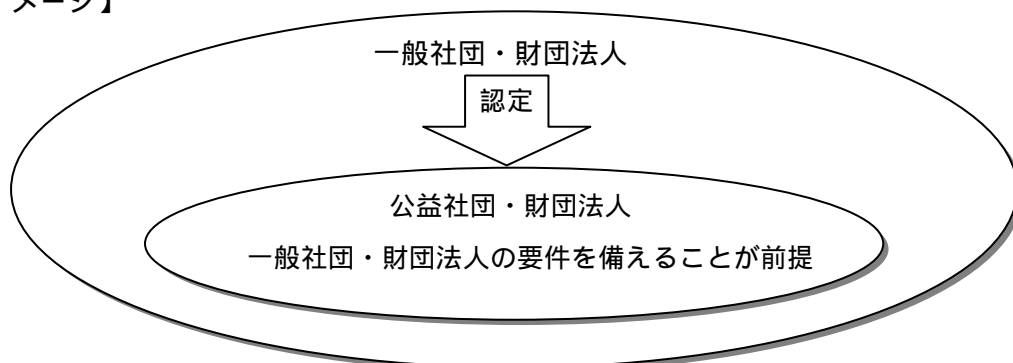 メージ】
一般社団・財団法人
認定
公益社団・財団法人
一般社団・財団法人の要件を備えることが前提